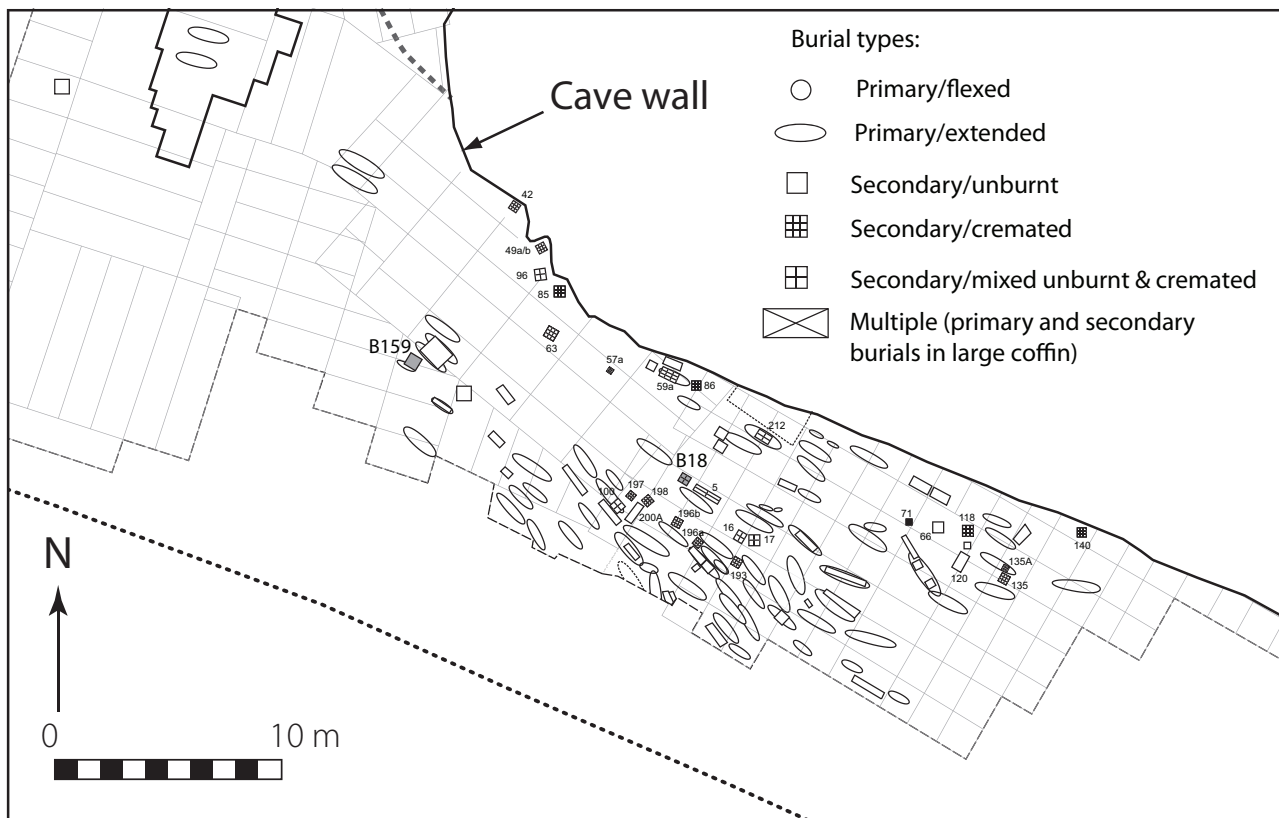 Burial types:
Primary/flexed
Primary/extended
Secondary/unburnt
Secondary/cremated
Secondary/mixed unburnt & cremated
Multiple (primary and secondary
burials in large coffin)
Cave wall
42
49a/b
96
85
63
57a
B159
59a
86
212
B18
5
100
197
198
200A
196b
196a
16
17
193
71
66
118
120
135A
135
140
N
0
10 m